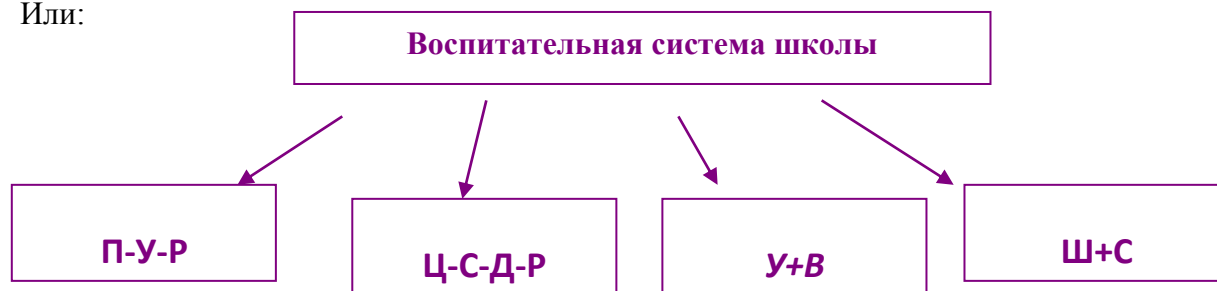 Или:
Воспитательная система школы
П-У-Р
Ц-С-Д-Р
У+В
Ш+С